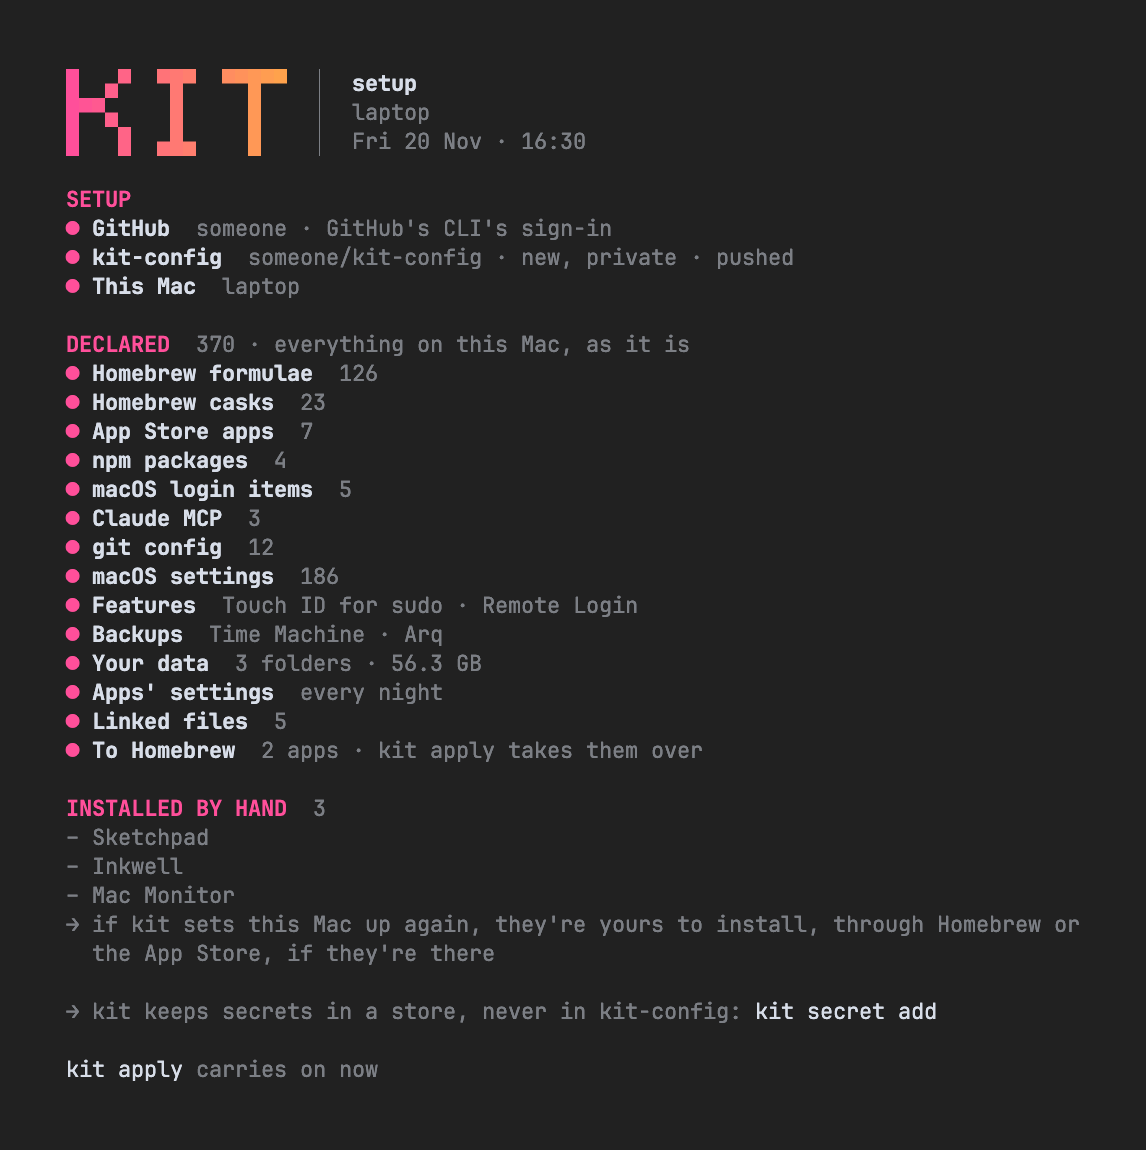 KIT
setup
laptop
Fri 20 Nov · 16:30
SETUP
● GitHub  someone · GitHub's CLI's sign-in
● kit-config  someone/kit-config · new, private · pushed
● This Mac  laptop
DECLARED  370 · everything on this Mac, as it is
● Homebrew formulae  126
● Homebrew casks  23
● App Store apps  7
● npm packages  4
● macOS login items  5
● Claude MCP  3
● git config  12
● macOS settings  186
● Features  Touch ID for sudo · Remote Login
● Backups  Time Machine · Arq
● Your data  3 folders · 56.3 GB
● Apps' settings  every night
● Linked files  5
● To Homebrew  2 apps · kit apply takes them over
INSTALLED BY HAND  3
– Sketchpad
– Inkwell
– Mac Monitor
→ if kit sets this Mac up again, they're yours to install, through Homebrew or
the App Store, if they're there
→ kit keeps secrets in a store, never in kit-config: kit secret add
kit apply carries on now